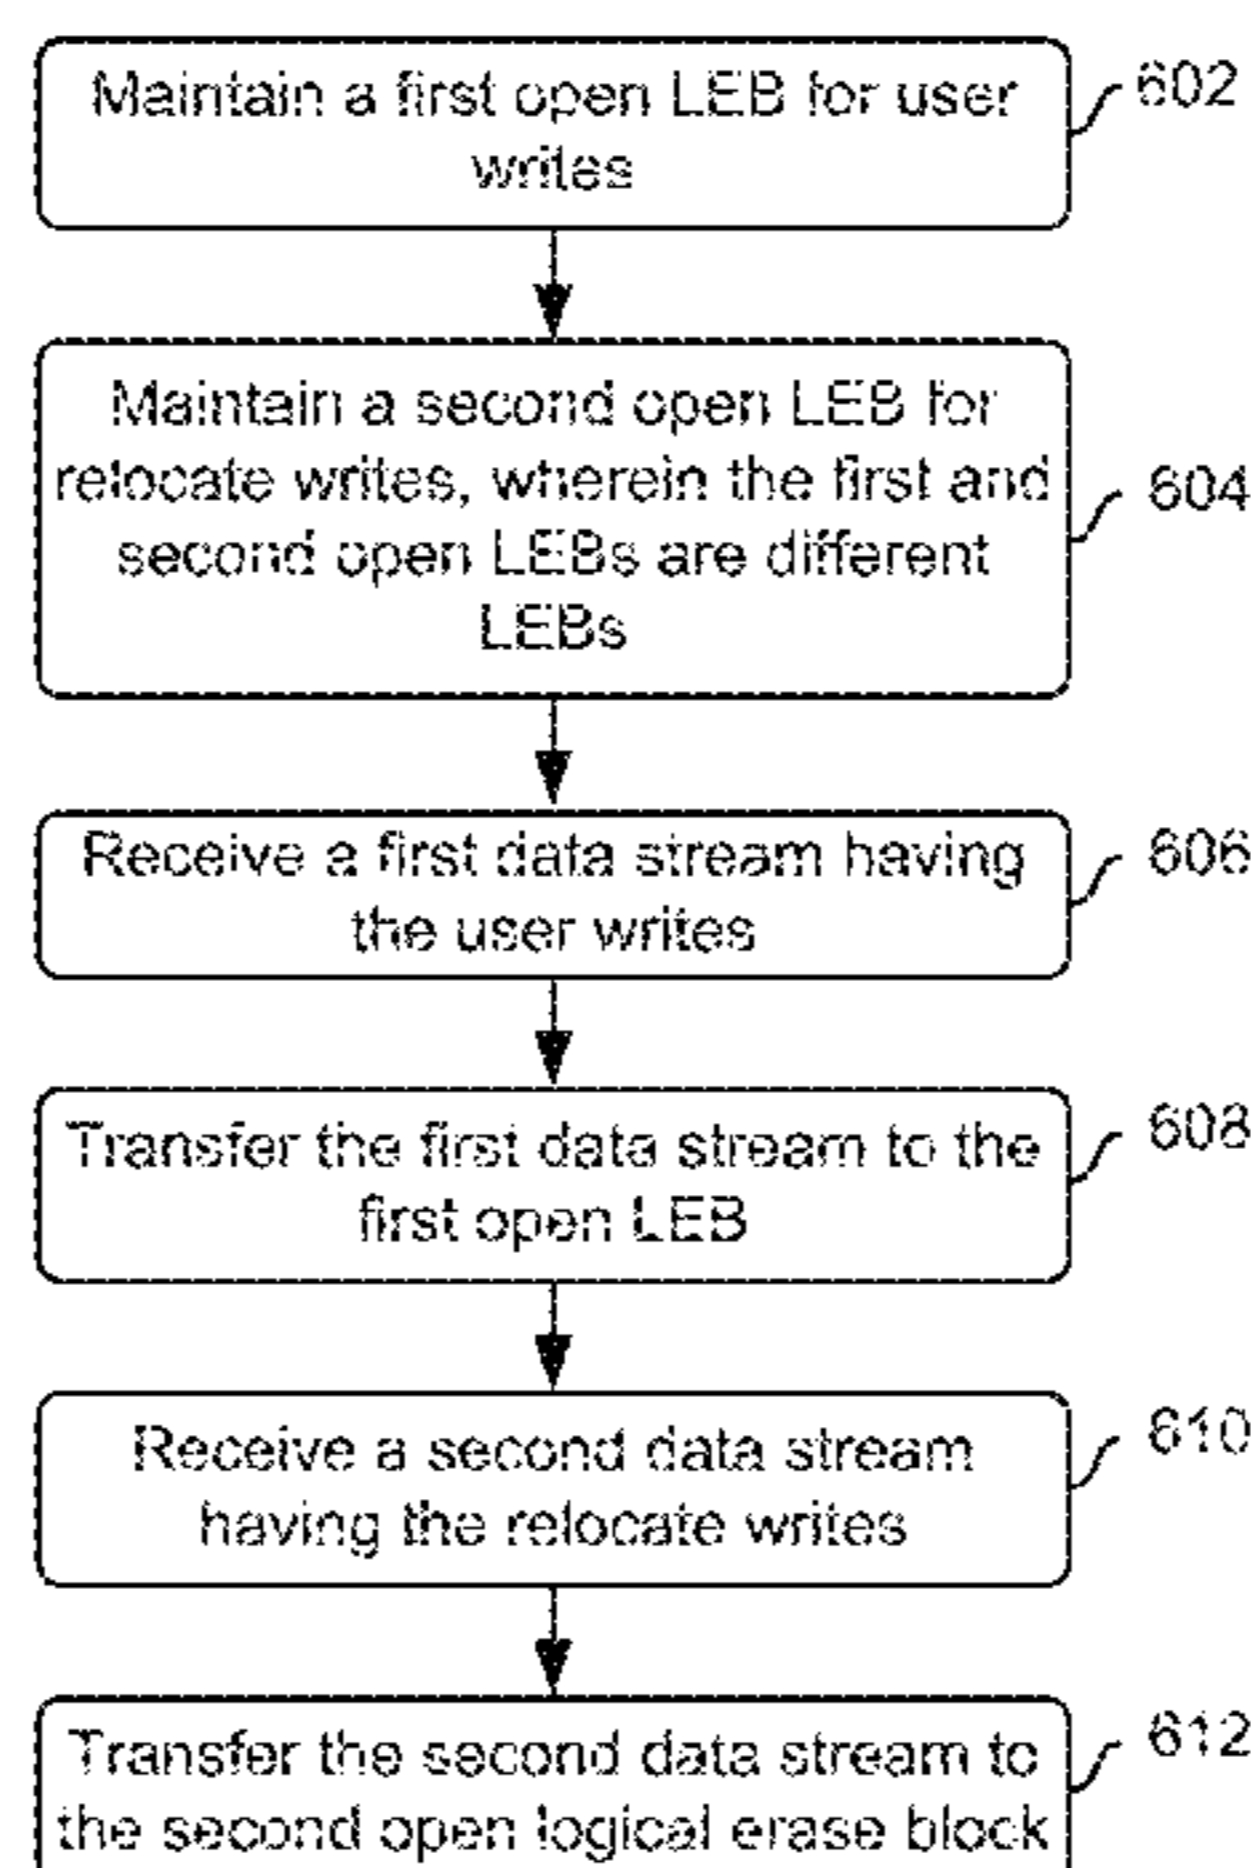 Maintain a first open LEB for user
writes
602
Maintain a second open LEB for
relocate writes, wherein the first and
second open LEBs are different
LEBs
604
Receive a first data stream having
the user writes
606
Transfer the first data stream to the
first open LEB
608
Receive a second data stream
having the relocate writes
610
Transfer the second data stream to
the second open logical erase block
612